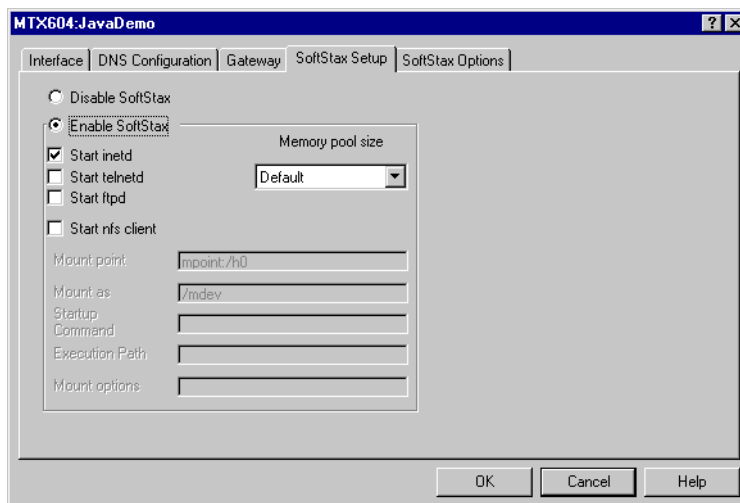 MTX604:JavaDemo
Interface DNS Configuration Gateway SoftStax Setup SoftStax Options
Disable SoftStax
Enable SoftStax
Memory pool size
Start inetd
Default
Start telnetd
Start ftpd
Start nfs client
Mount point mpoint:/h0
Mount as /mdev
Startup
Command
Execution Path
Mount options
OK Cancel Help